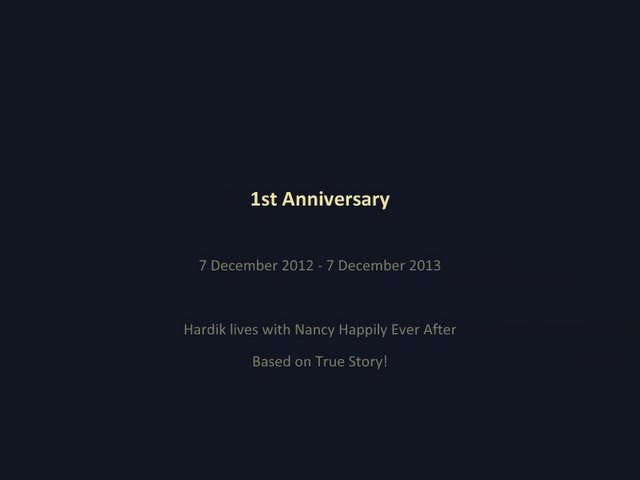 1st Anniversary
7 December 2012 - 7 December 2013
Hardik lives with Nancy Happily Ever After
Based on True Story!